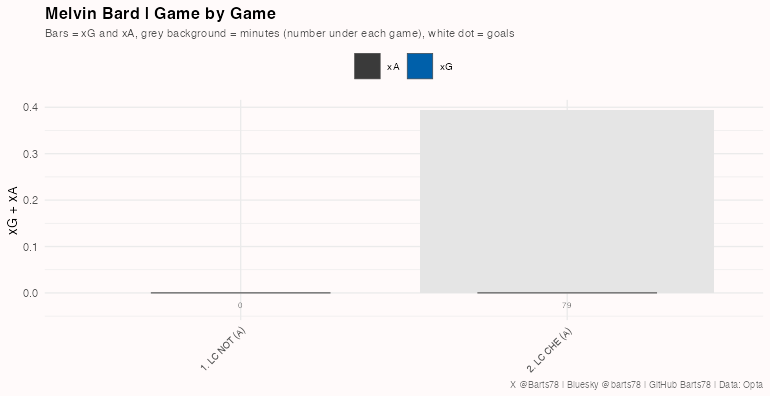 Melvin Bard | Game by Game
Bars = xG and xA, grey background = minutes (number under each game), white dot = goals
xA xG
xG + xA
0.4
0.3
0.2
0.1
0.0
0 79
1. LC NOT (A) 2. LC CHE (A)
X @Barts78 | Bluesky @barts78 | GitHub Barts78 | Data: Opta